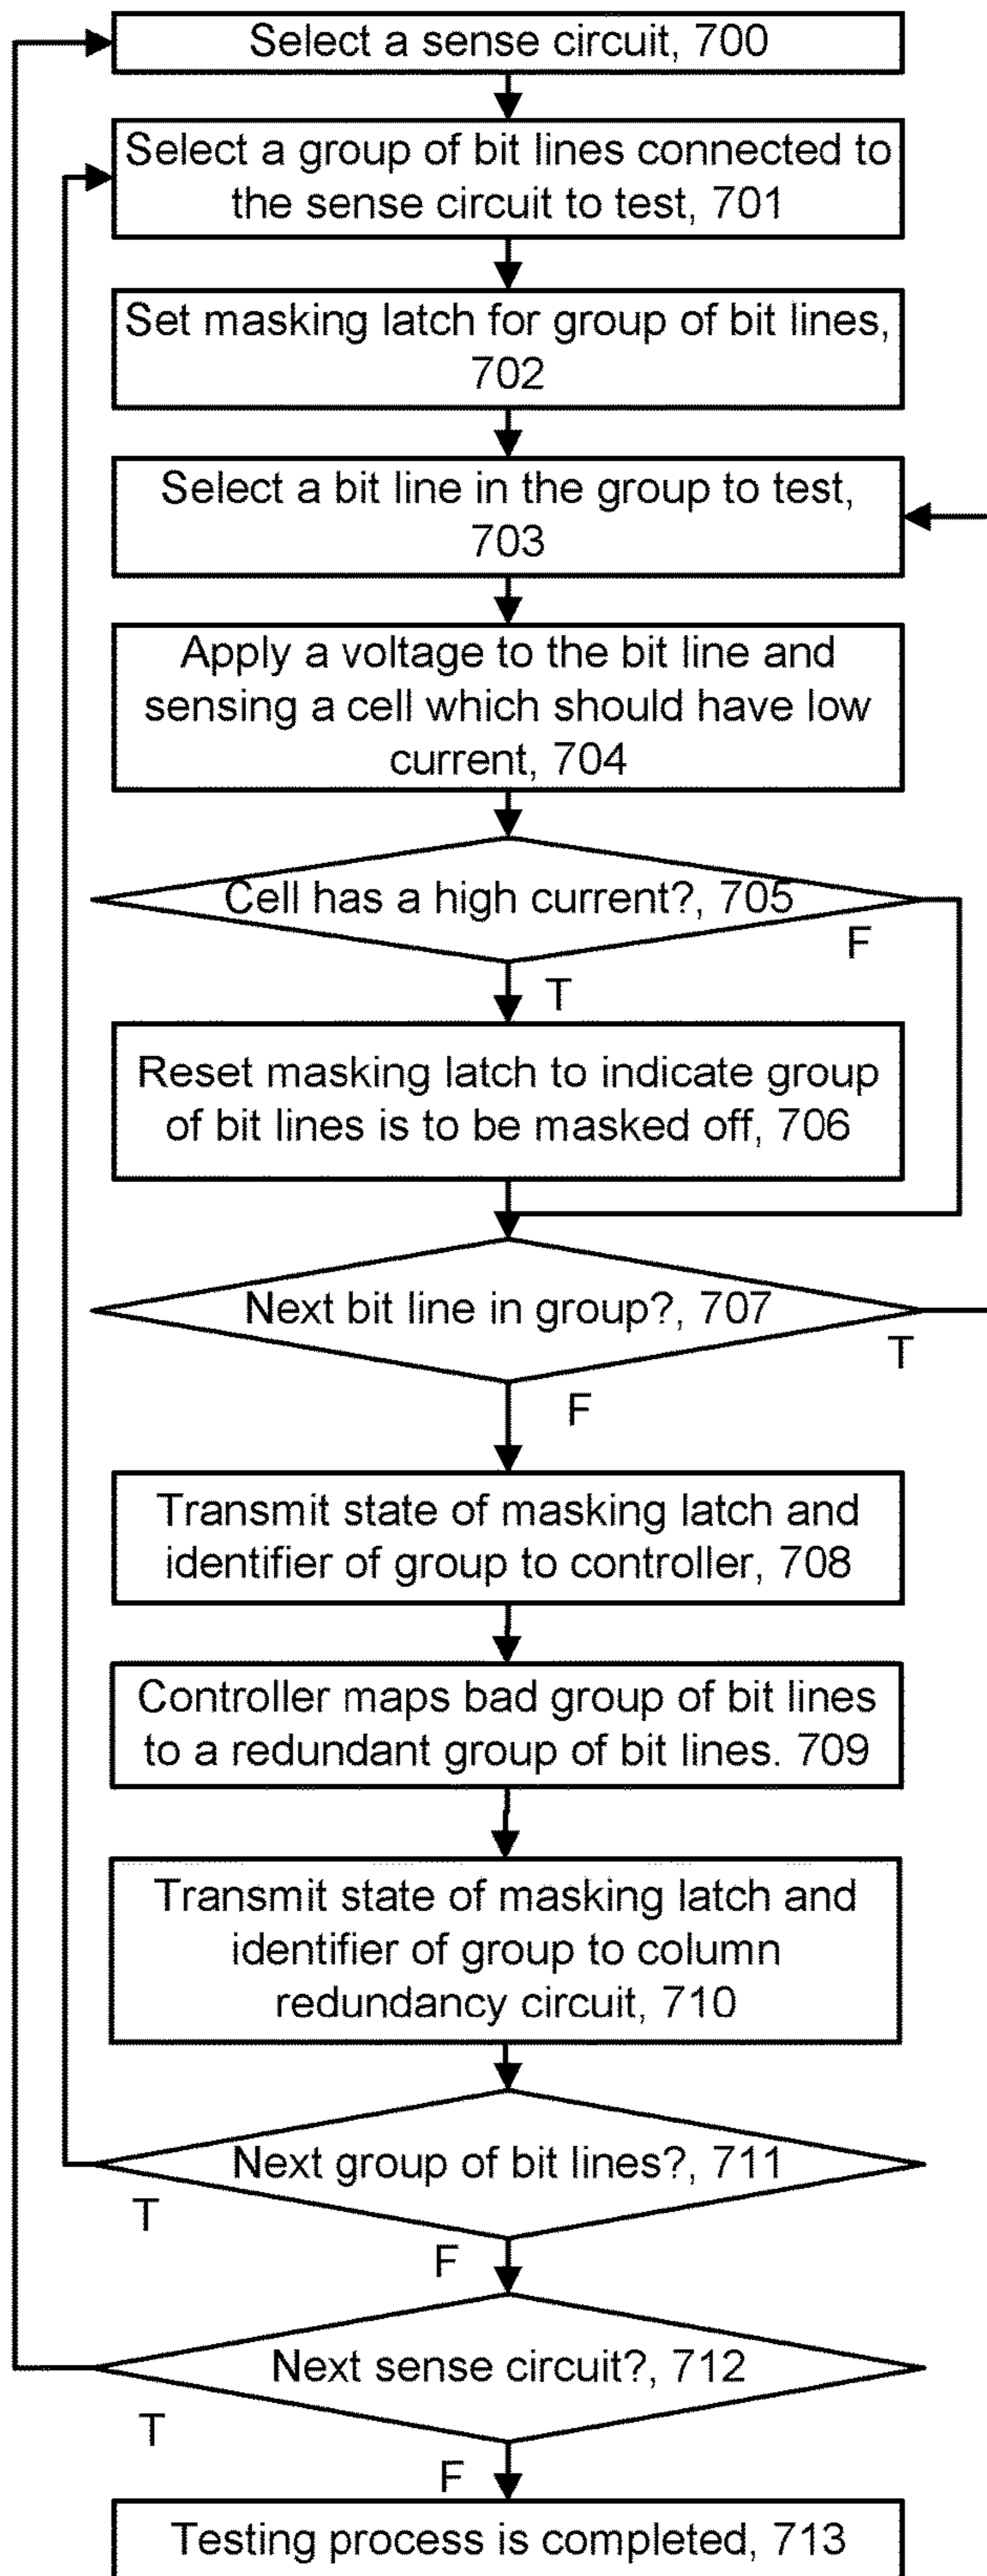 Select a sense circuit, 700
Select a group of bit lines connected to
the sense circuit to test, 701
Set masking latch for group of bit lines,
702
Select a bit line in the group to test,
703
Apply a voltage to the bit line and
sensing a cell which should have low
current, 704
Cell has a high current?, 705
F
T
Reset masking latch to indicate group
of bit lines is to be masked off, 706
Next bit line in group?, 707
T
F
Transmit state of masking latch and
identifier of group to controller, 708
Controller maps bad group of bit lines
to a redundant group of bit lines. 709
Transmit state of masking latch and
identifier of group to column
redundancy circuit, 710
Next group of bit lines?, 711
T
F
Next sense circuit?, 712
T
F
Testing process is completed, 713